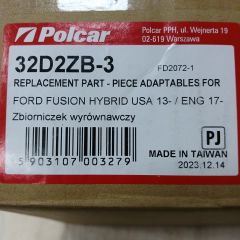 Polcar
Polcar PPH, ul. Wejnerta 19
02-619 Warszawa
32D2ZB-3
FD2072-1
REPLACEMENT PART - PIECE ADAPTABLES FOR
FORD FUSION HYBRID USA 13- / ENG 17-
Zbiorniczek wyrównawczy
PJ
MADE IN TAIWAN
2023.12.14
5 903107 003279